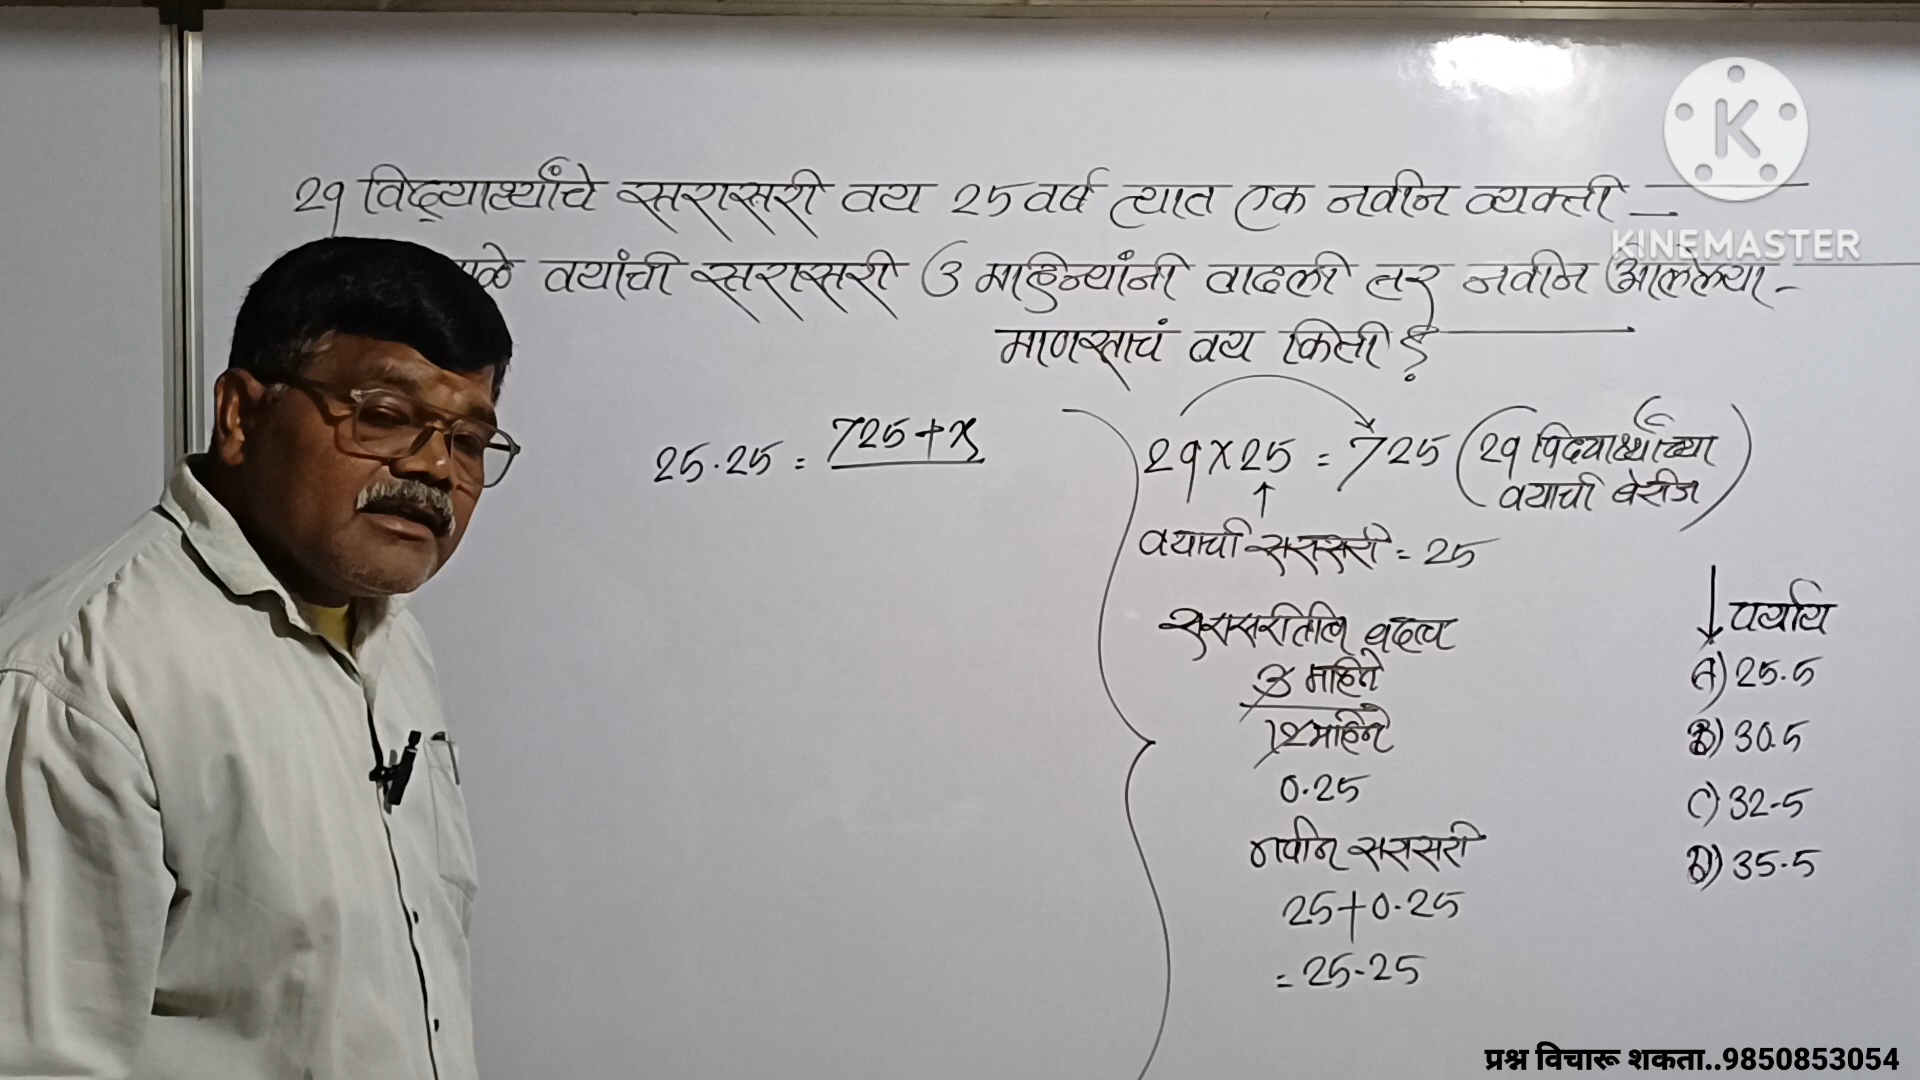 29 विद्यार्थ्यांचे सरासरी वय 25 वर्ष त्यात एक नवीन व्यक्ती
ळे वयांची सरासरी 3 महिन्यांनी वाढली तर नवीन आलेल्या -
माणसाचं वय किती ?
25.25 = 725 + x
29 x 25 = 725 (29 विद्यार्थ्यांच्या
वयाची बेरीज)
वयाची सरासरी = 25
सरासरीतील
3 महिने
12 महिने
0.25
नवीन सरासरी
25 + 0.25
= 25.25
↓ पर्याय
A) 25.5
B) 30.5
C) 32.5
D) 35.5
KINEMASTER
प्रश्न विचारू शकता..9850853054